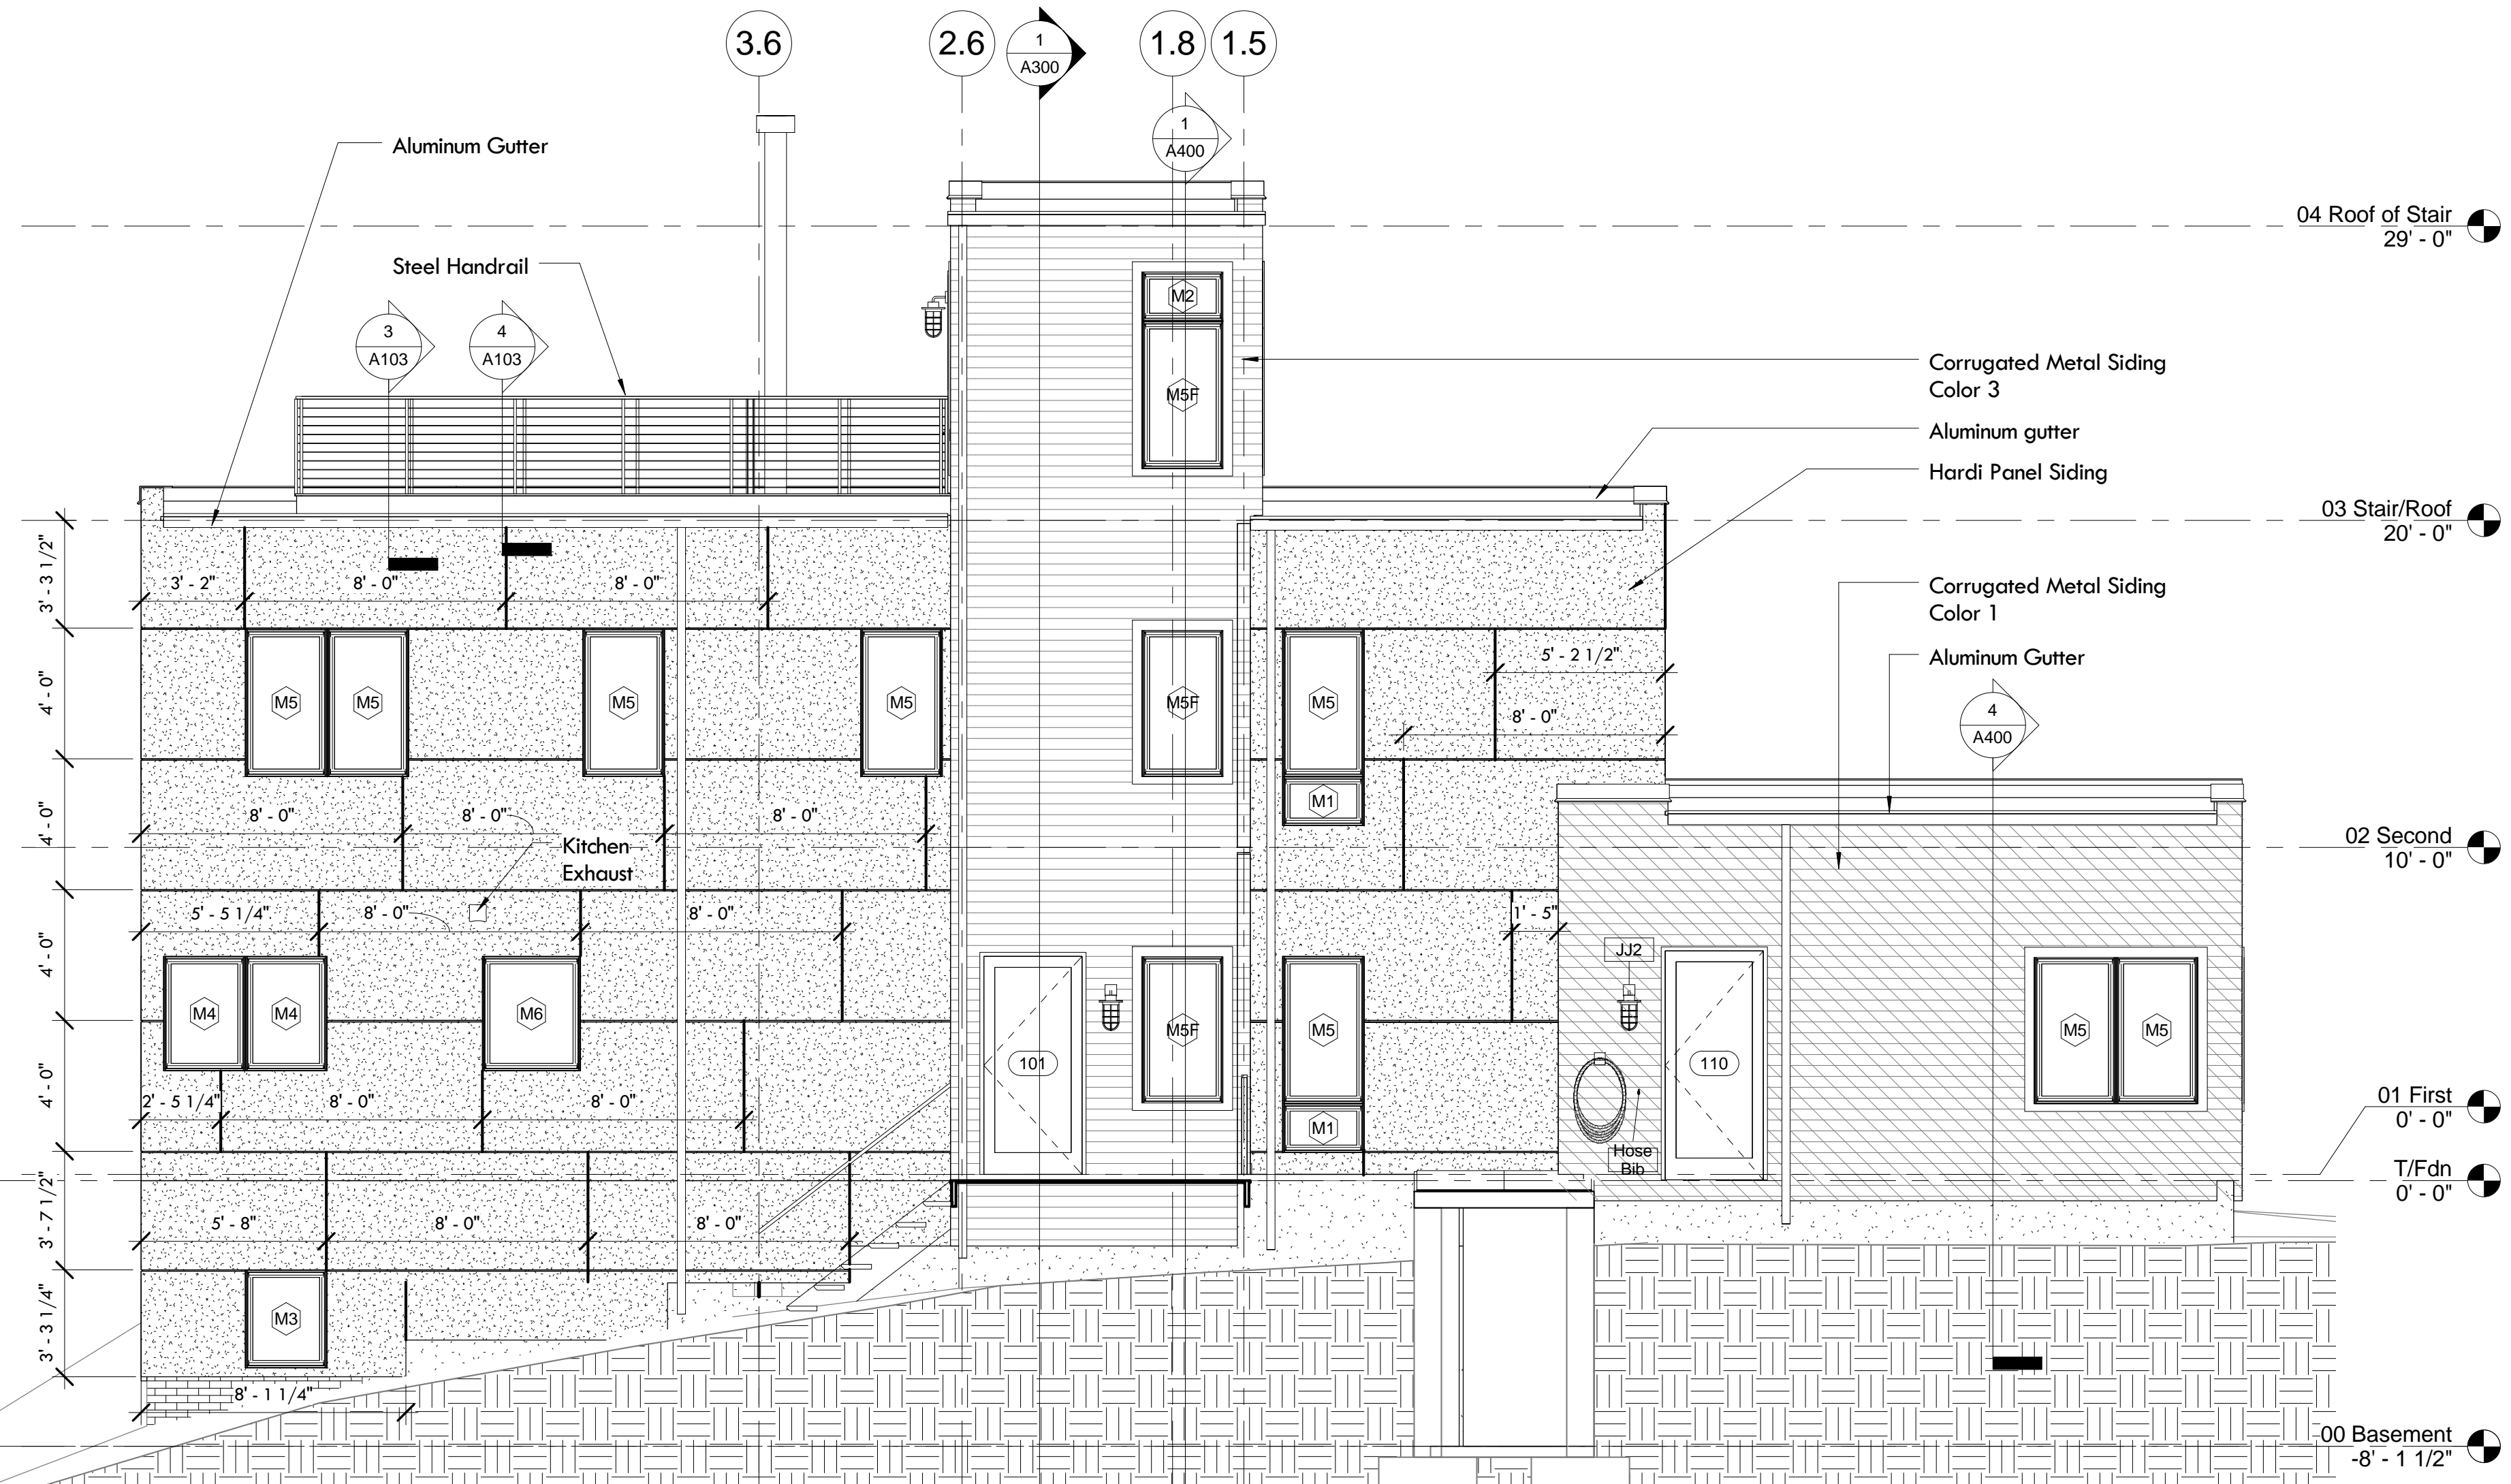 3.6
2.6
1
A300
1.8
1.5
1
A400
Aluminum Gutter
04 Roof of Stair
29' - 0"
Steel Handrail
3
A103
4
A103
M2
M5F
Corrugated Metal Siding
Color 3
Aluminum gutter
Hardi Panel Siding
03 Stair/Roof
20' - 0"
3' - 3 1/2"
3' - 2"
8' - 0"
8' - 0"
Corrugated Metal Siding
Color 1
Aluminum Gutter
4' - 0"
M5
M5
M5
M5
M5F
M5
5' - 2 1/2"
8' - 0"
4
A400
M1
4' - 0"
8' - 0"
8' - 0"
8' - 0"
Kitchen
Exhaust
02 Second
10' - 0"
4' - 0"
5' - 5 1/4"
8' - 0"
8' - 0"
1' - 5"
JJ2
M4
M4
M6
M5F
M5
M5
M5
101
110
4' - 0"
2' - 5 1/4"
8' - 0"
8' - 0"
M1
Hose
Bib
01 First
0' - 0"
T/Fdn
0' - 0"
3' - 7 1/2"
5' - 8"
8' - 0"
8' - 0"
3' - 3 1/4"
M3
8' - 1 1/4"
00 Basement
-8' - 1 1/2"